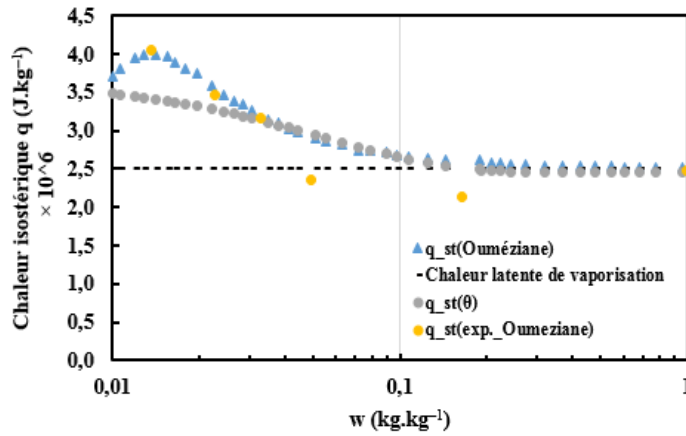 Chaleur isostérique q (J.kg⁻¹)
× 10^6
4,5
4,0
3,5
3,0
2,5
2,0
1,5
1,0
0,5
0,0
q_st(Ouméziane)
Chaleur latente de vaporisation
q_st(θ)
q_st(exp._Oumeziane)
0,01
0,1
1
w (kg.kg⁻¹)